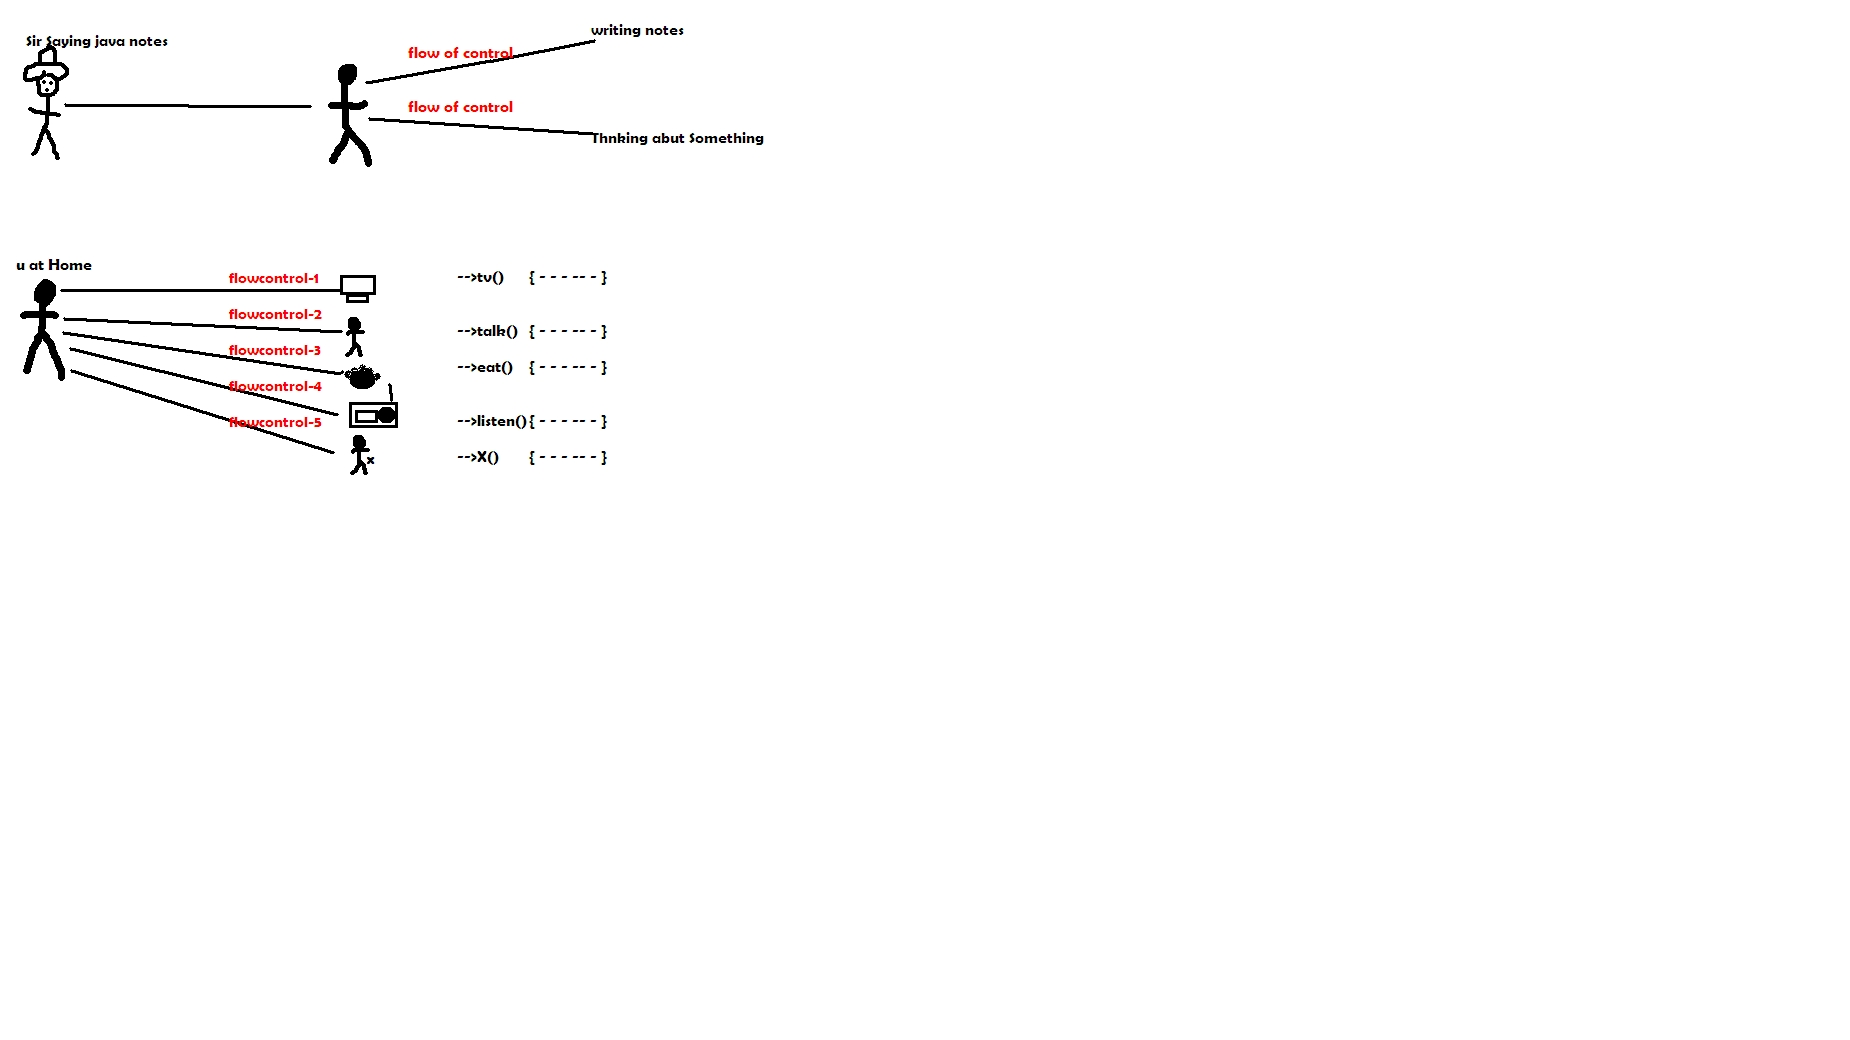 writing notes
Sir Saying java notes
flow of control
flow of control
Thnking abut Something
u at Home
flowcontrol-1 -->tv() { - - - -- - }
flowcontrol-2 -->talk() { - - - -- - }
flowcontrol-3 -->eat() { - - - -- - }
flowcontrol-4
flowcontrol-5 -->listen() { - - - -- - }
x -->X() { - - - -- - }